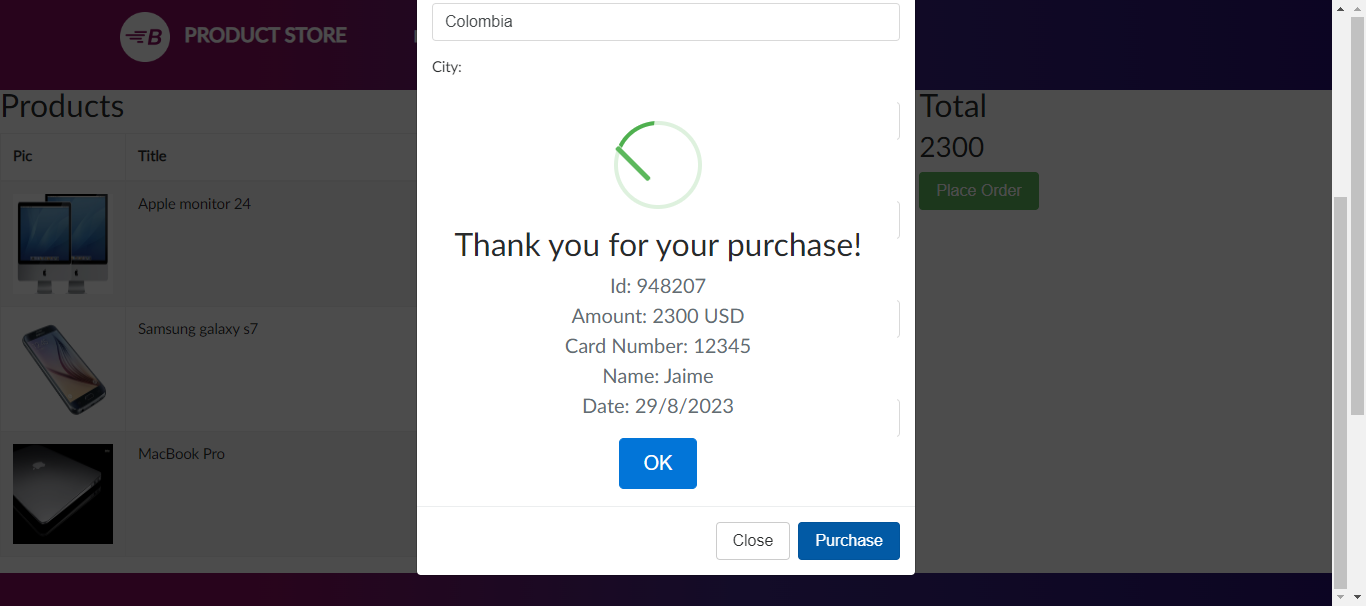 PRODUCT STORE
Colombia
City:
Products
Pic
Title
Apple monitor 24
Samsung galaxy s7
MacBook Pro
Thank you for your purchase!
Id: 948207
Amount: 2300 USD
Card Number: 12345
Name: Jaime
Date: 29/8/2023
OK
Close
Purchase
Total
2300
Place Order